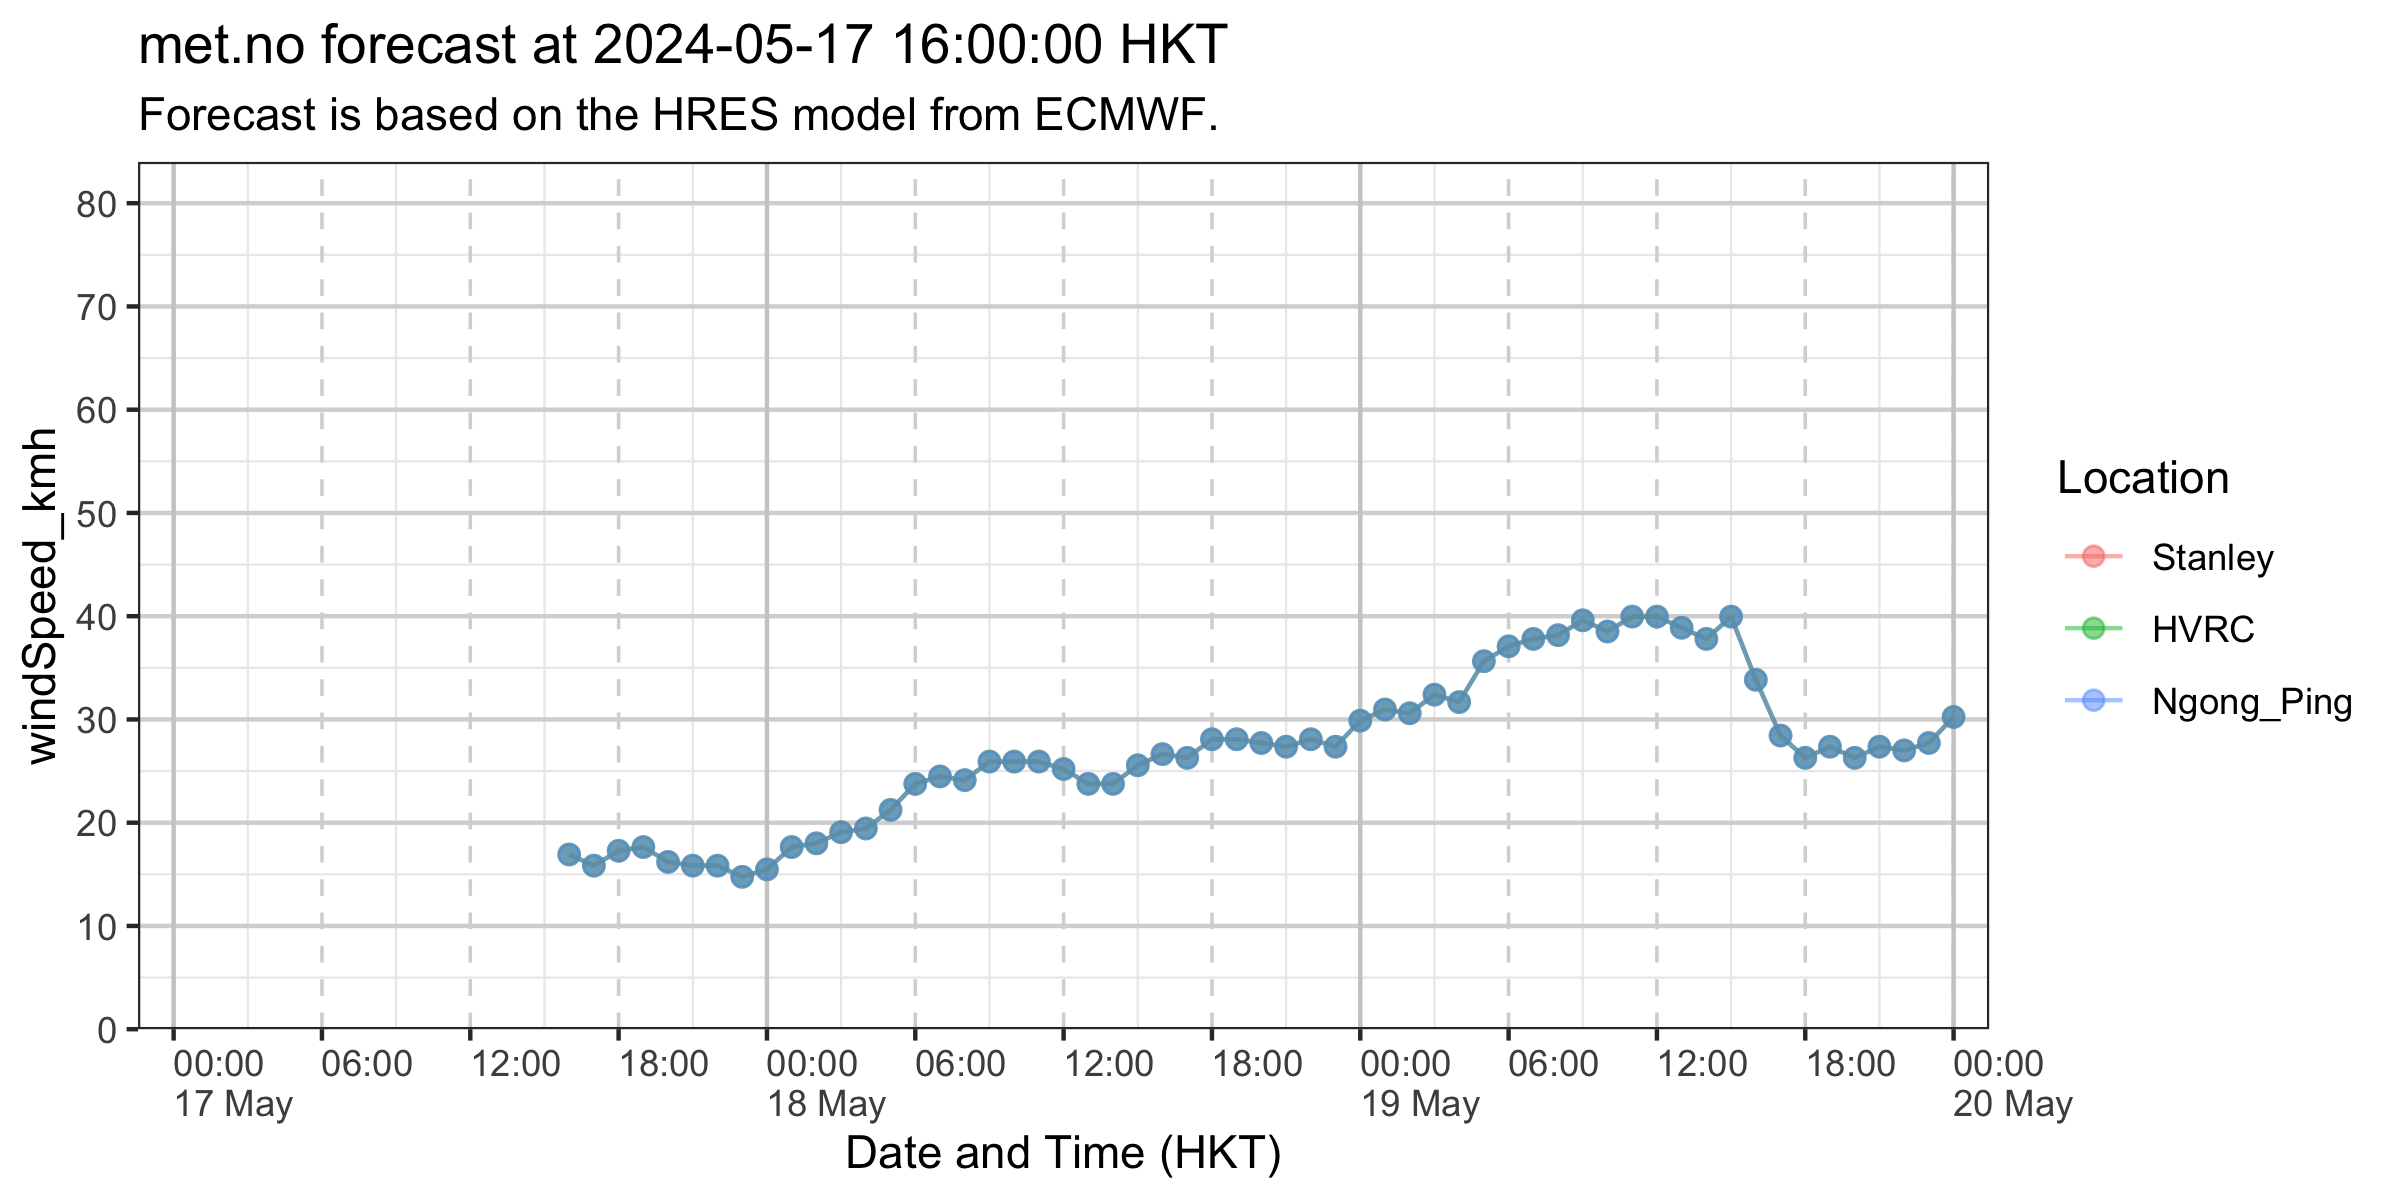 met.no forecast at 2024-05-17 16:00:00 HKT
Forecast is based on the HRES model from ECMWF.
windSpeed_kmh
80
70
60
50
40
30
20
10
0
00:00 06:00 12:00 18:00 00:00 06:00 12:00 18:00 00:00 06:00 12:00 18:00 00:00
17 May 18 May 19 May 20 May
Date and Time (HKT)
Location
Stanley
HVRC
Ngong_Ping